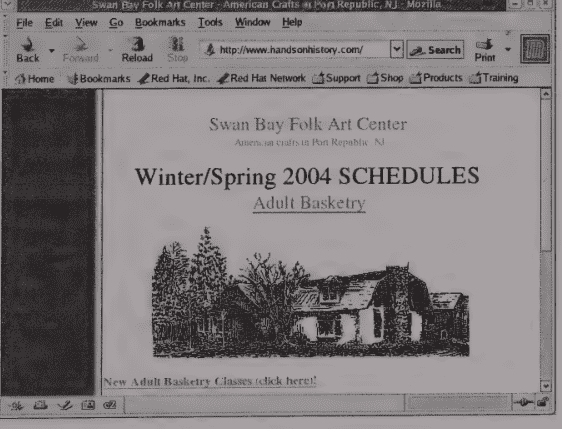 Swan Bay Folk Art Center - American Crafts in Port Republic, NJ - Mozilla
File Edit View Go Bookmarks Tools Window Help
http://www.handsonhistory.com/ Search
Back Forward Reload Stop Print
Home Bookmarks Red Hat, Inc. Red Hat Network Support Shop Products Training
Swan Bay Folk Art Center
American crafts in Port Republic NJ
Winter/Spring 2004 SCHEDULES
Adult Basketry
New Adult Basketry Classes (click here)!